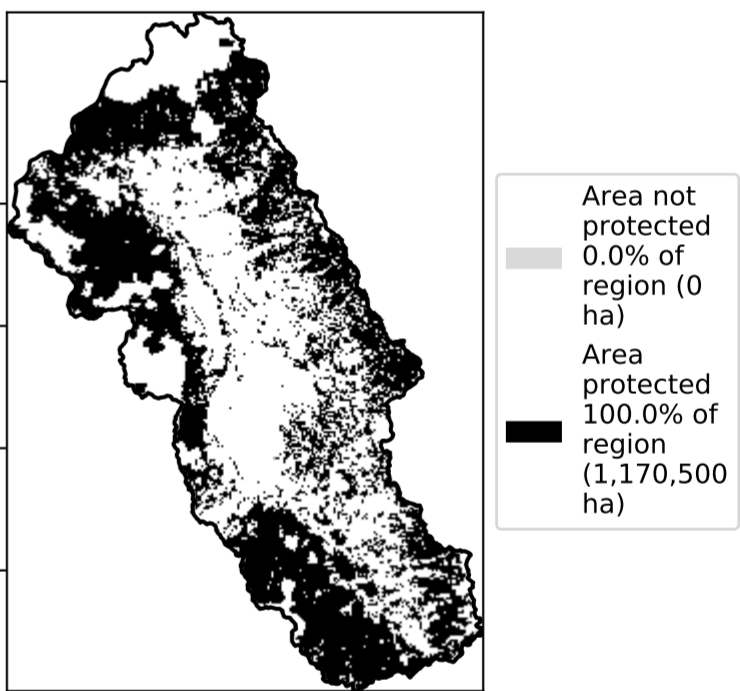 Area not
protected
0.0% of
region (0
ha)
Area
protected
100.0% of
region
(1,170,500
ha)